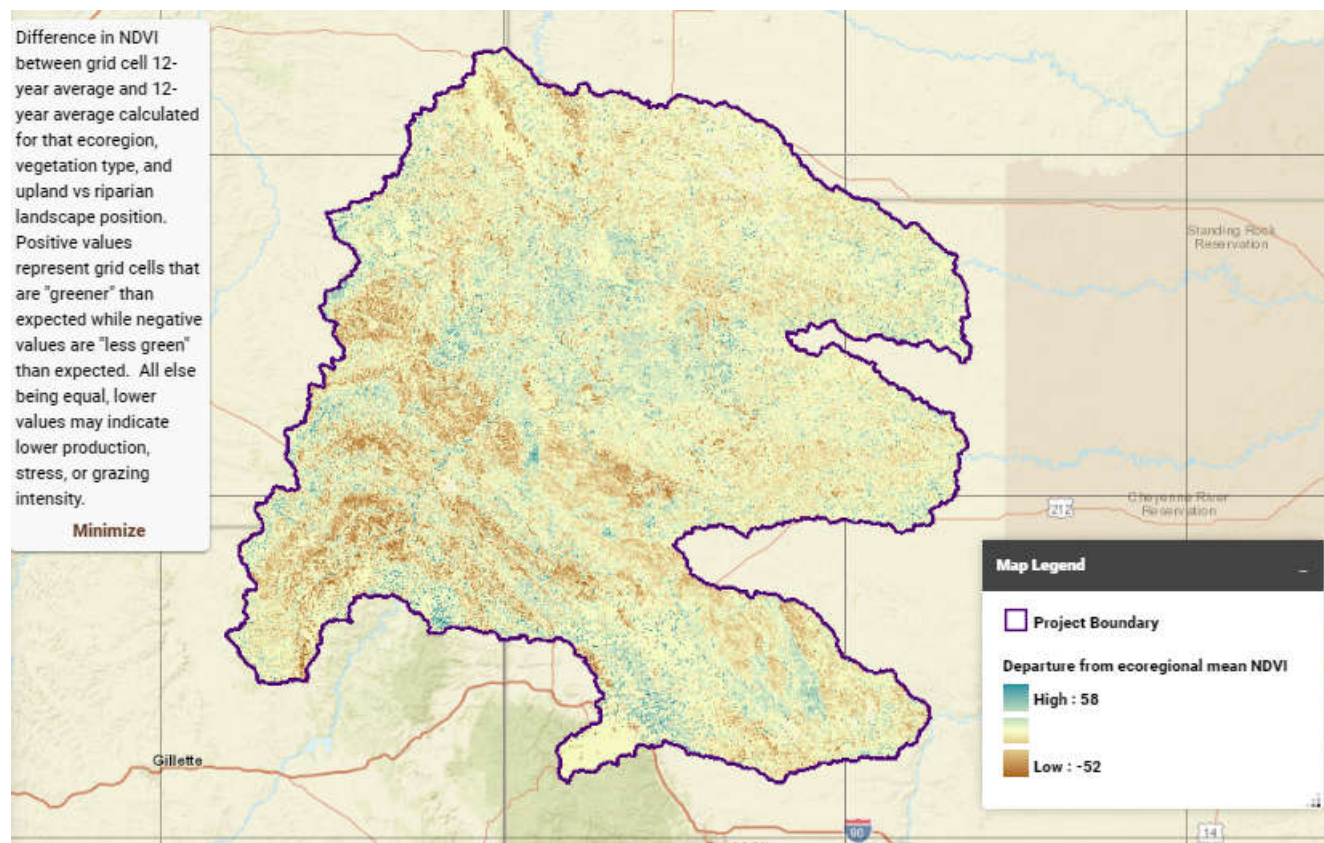 Difference in NDVI
between grid cell 12-
year average and 12-
year average calculated
for that ecoregion,
vegetation type, and
upland vs riparian
landscape position.
Positive values
represent grid cells that
are "greener" than
expected while negative
values are "less green"
than expected. All else
being equal, lower
values may indicate
lower production,
stress, or grazing
intensity.
Minimize
Standing Rock
Reservation
Cheyenne River
Reservation
212
Gillette
90
14
Map Legend
Project Boundary
Departure from ecoregional mean NDVI
High : 58
Low : -52